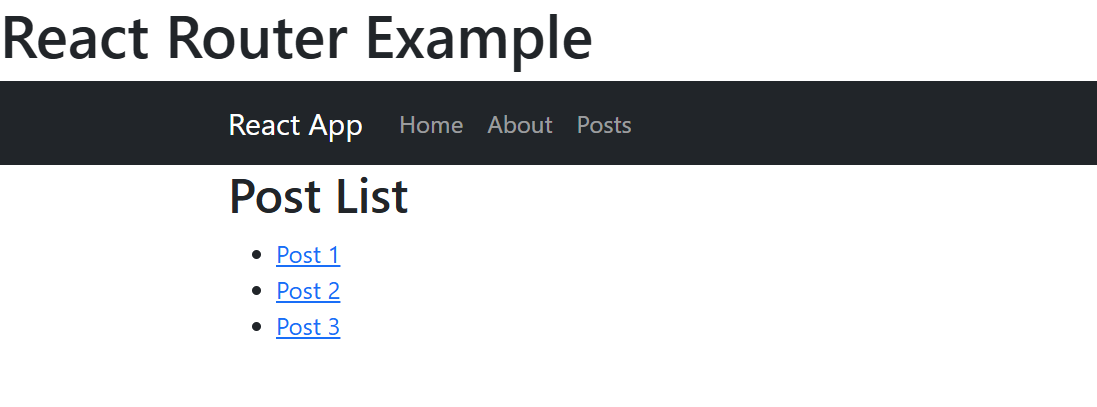 React Router Example
React App Home About Posts
Post List
Post 1
Post 2
Post 3